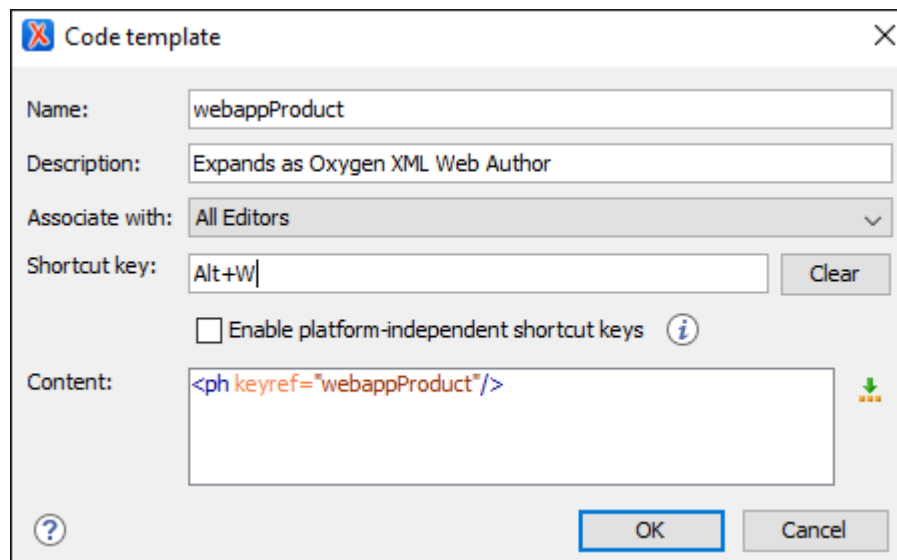 Code template
Name: webappProduct
Description: Expands as Oxygen XML Web Author
Associate with: All Editors
Shortcut key: Alt+W Clear
Enable platform-independent shortcut keys i
Content: <ph keyref="webappProduct"/>
? OK Cancel